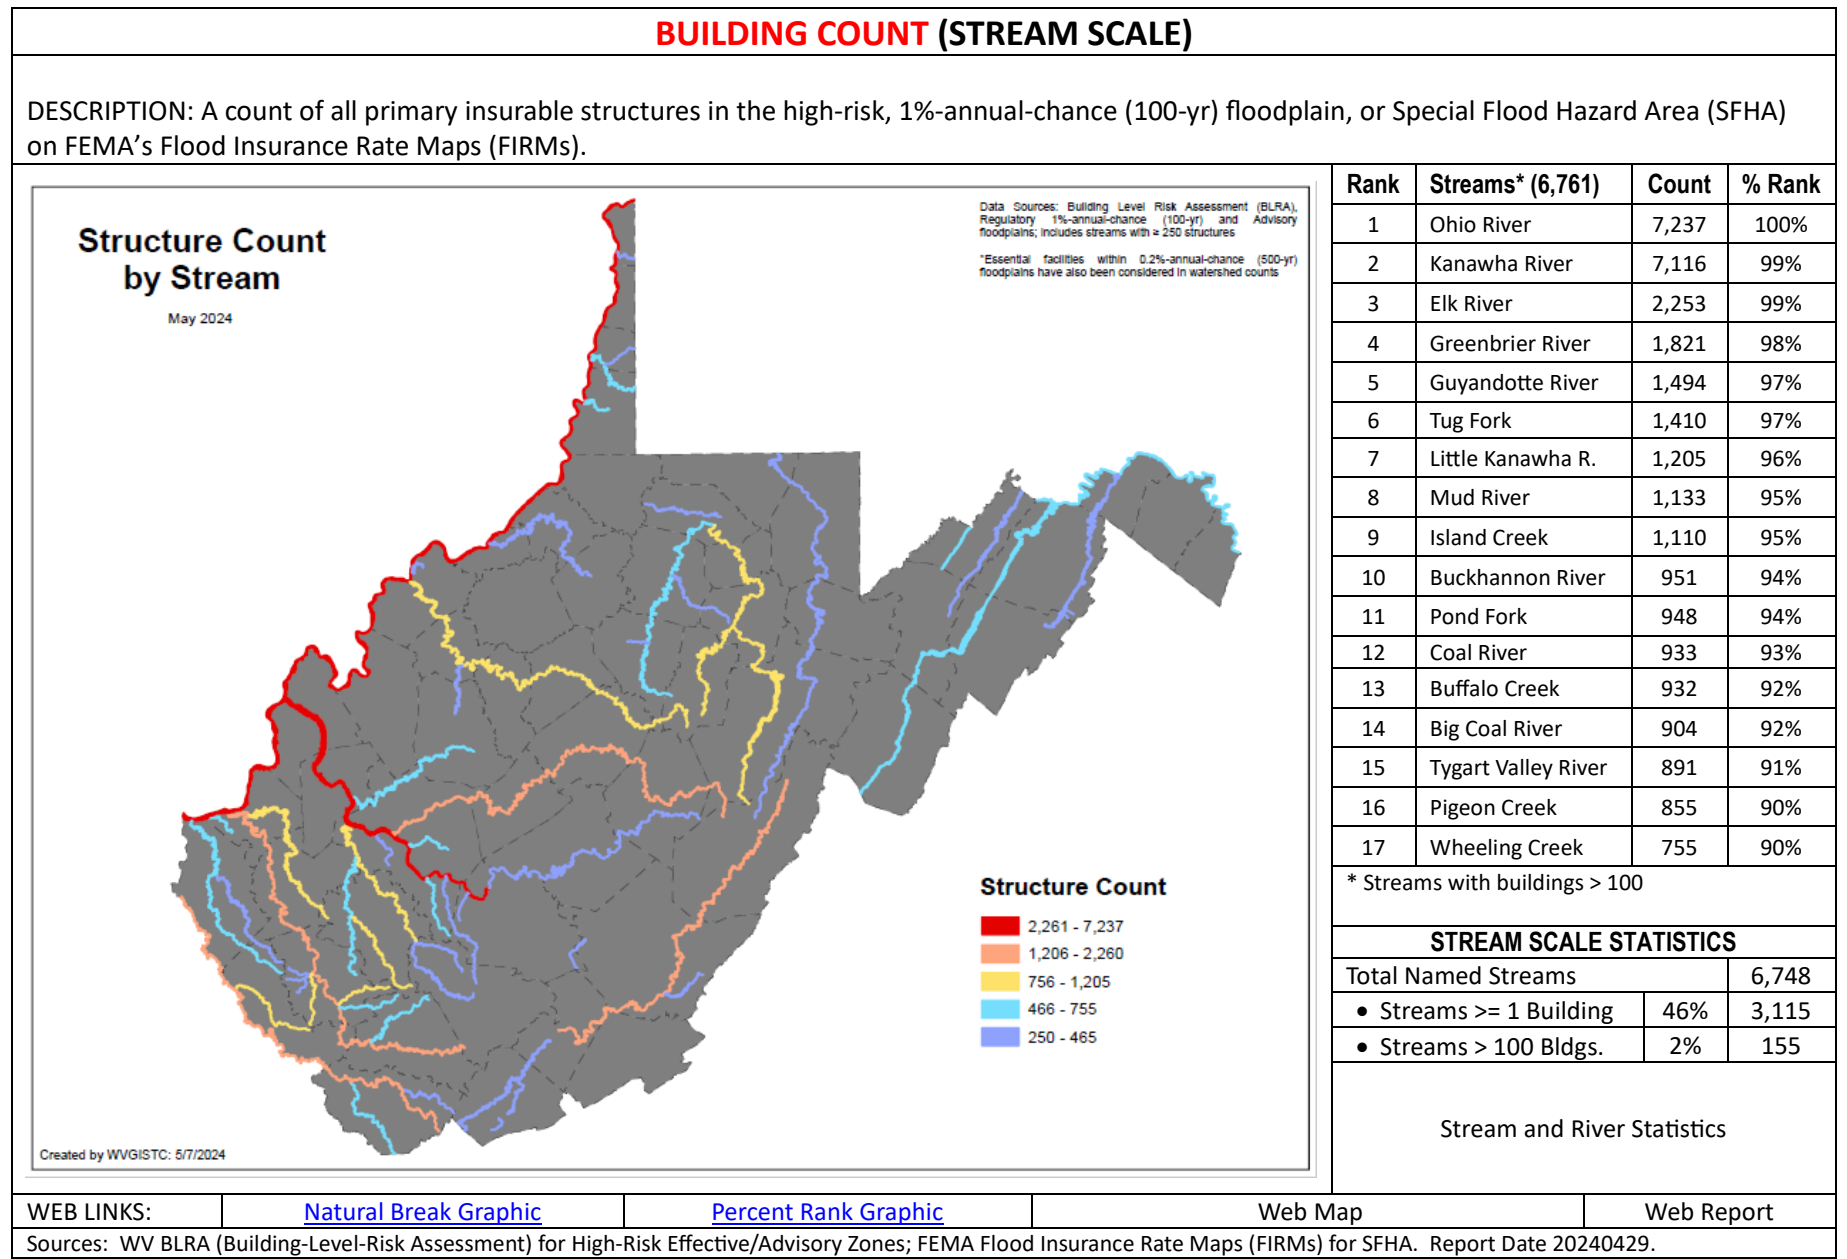 BUILDING COUNT (STREAM SCALE)
DESCRIPTION: A count of all primary insurable structures in the high-risk, 1%-annual-chance (100-yr) floodplain, or Special Flood Hazard Area (SFHA)
on FEMA's Flood Insurance Rate Maps (FIRMs).
Structure Count
by Stream
May 2024
Data Sources: Building Level Risk Assessment (BLRA),
Regulatory 1%-annual-chance (100-yr) and Advisory
floodplains; includes streams with ≥ 250 structures
*Essential facilities within 0.2%-annual-chance (500-yr)
floodplains have also been considered in watershed counts
Structure Count
2,261 - 7,237
1,206 - 2,260
756 - 1,205
466 - 755
250 - 465
Created by WVGISTC: 5/7/2024
Rank Streams* (6,761) Count % Rank
1 Ohio River 7,237 100%
2 Kanawha River 7,116 99%
3 Elk River 2,253 99%
4 Greenbrier River 1,821 98%
5 Guyandotte River 1,494 97%
6 Tug Fork 1,410 97%
7 Little Kanawha R. 1,205 96%
8 Mud River 1,133 95%
9 Island Creek 1,110 95%
10 Buckhannon River 951 94%
11 Pond Fork 948 94%
12 Coal River 933 93%
13 Buffalo Creek 932 92%
14 Big Coal River 904 92%
15 Tygart Valley River 891 91%
16 Pigeon Creek 855 90%
17 Wheeling Creek 755 90%
* Streams with buildings > 100
STREAM SCALE STATISTICS
Total Named Streams 6,748
• Streams >= 1 Building 46% 3,115
• Streams > 100 Bldgs. 2% 155
Stream and River Statistics
WEB LINKS: Natural Break Graphic Percent Rank Graphic Web Map Web Report
Sources: WV BLRA (Building-Level-Risk Assessment) for High-Risk Effective/Advisory Zones; FEMA Flood Insurance Rate Maps (FIRMs) for SFHA. Report Date 20240429.